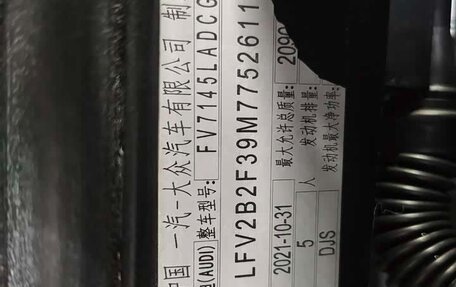 中国 一汽-大众汽车有限公司 制
(AUDI) 整车型号: FV7145LADCG
LFV2B2F39M7752611
2021-10-31 最大允许总质量: 209
5 人 发动机排量:
DJS 发动机最大净功率: